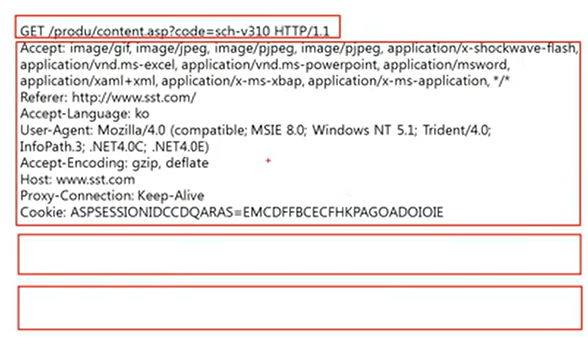 GET /produ/content.asp?code=sch-v310 HTTP/1.1
Accept: image/gif, image/jpeg, image/pjpeg, image/pjpeg, application/x-shockwave-flash,
application/vnd.ms-excel, application/vnd.ms-powerpoint, application/msword,
application/xaml+xml, application/x-ms-xbap, application/x-ms-application, */*
Referer: http://www.sst.com/
Accept-Language: ko
User-Agent: Mozilla/4.0 (compatible; MSIE 8.0; Windows NT 5.1; Trident/4.0;
InfoPath.3; .NET4.0C; .NET4.0E)
Accept-Encoding: gzip, deflate
Host: www.sst.com
Proxy-Connection: Keep-Alive
Cookie: ASPSESSIONIDCCDQARAS=EMCDFFBCECFHKPAGOADOIOIE